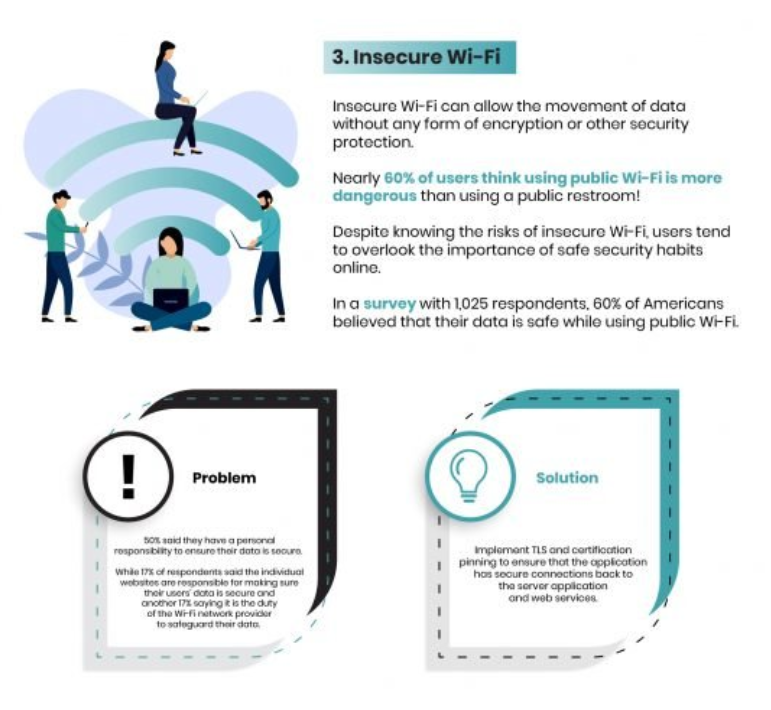 3. Insecure Wi-Fi
Insecure Wi-Fi can allow the movement of data
without any form of encryption or other security
protection.
Nearly 60% of users think using public Wi-Fi is more
dangerous than using a public restroom!
Despite knowing the risks of insecure Wi-Fi, users tend
to overlook the importance of safe security habits
online.
In a survey with 1,025 respondents, 60% of Americans
believed that their data is safe while using public Wi-Fi.
!
Problem
50% said they have a personal
responsibility to ensure their data is secure.
While 17% of respondents said the individual
websites are responsible for making sure
their users' data is secure and
another 17% saying it is the duty
of the Wi-Fi network provider
to safeguard their data.
Solution
Implement TLS and certification
pinning to ensure that the application
has secure connections back to
the server application
and web services.